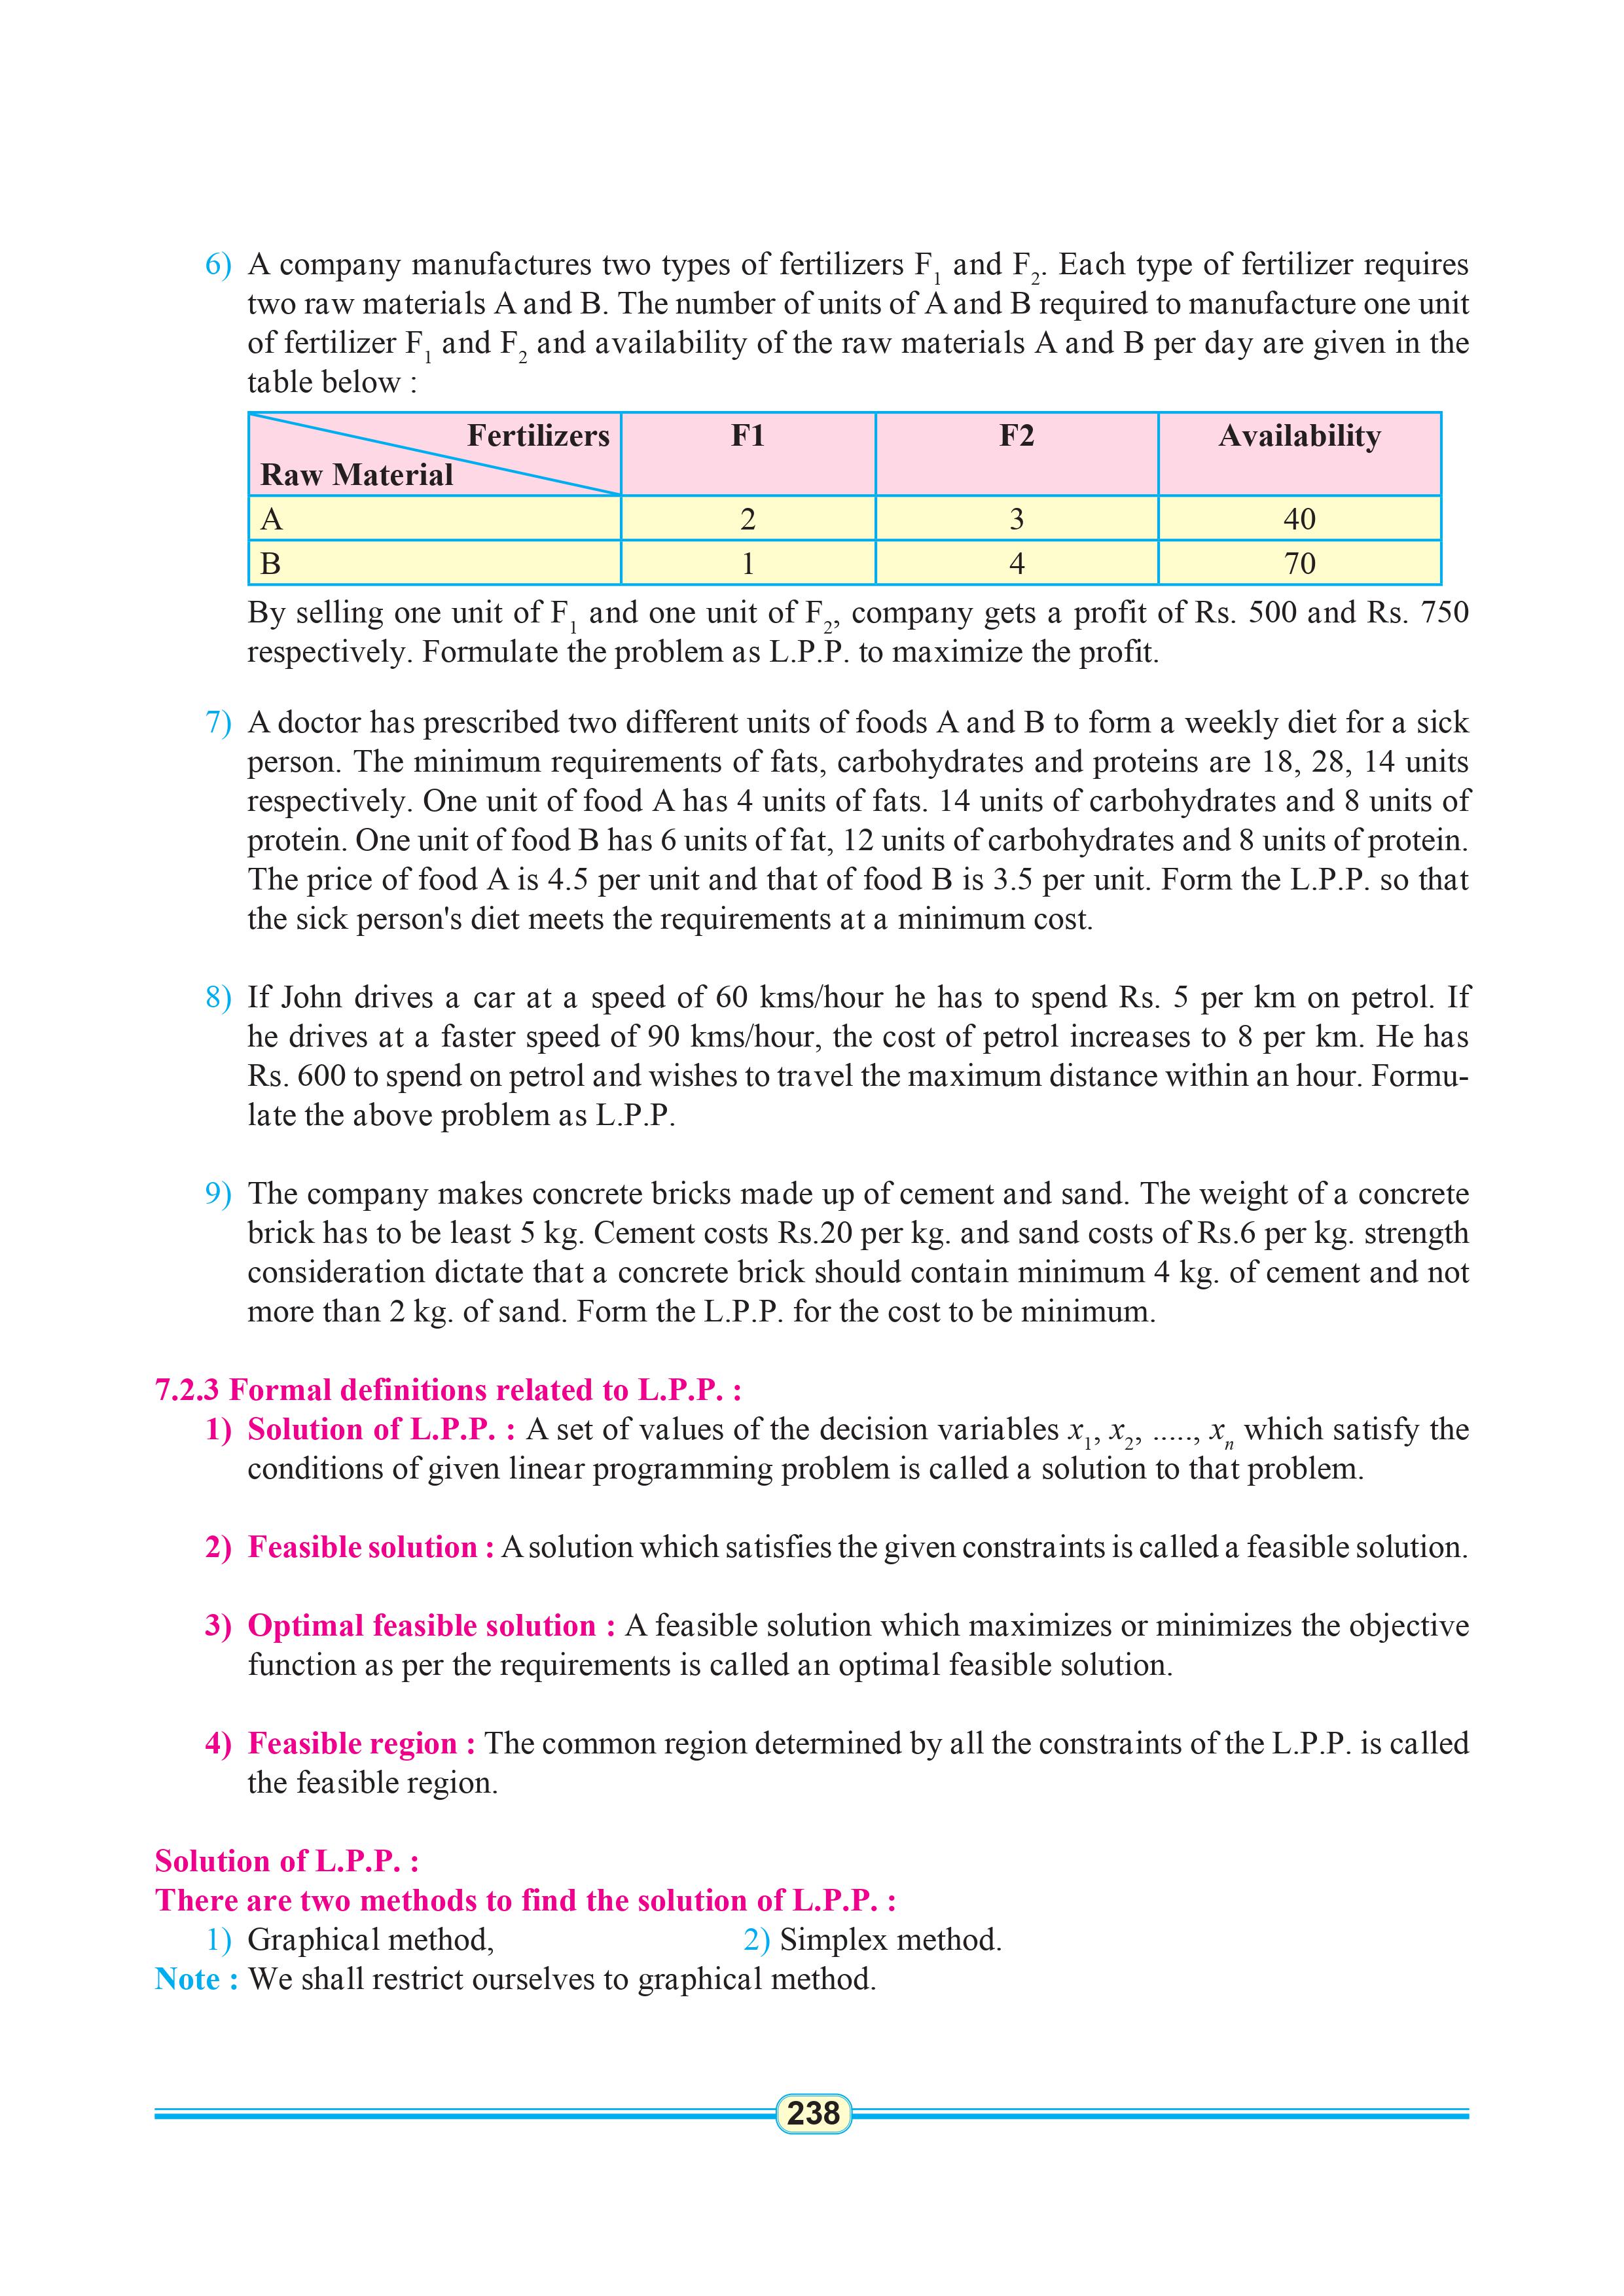 6) A company manufactures two types of fertilizers F₁ and F₂. Each type of fertilizer requires
two raw materials A and B. The number of units of A and B required to manufacture one unit
of fertilizer F₁ and F₂ and availability of the raw materials A and B per day are given in the
table below :
Fertilizers F1 F2 Availability
Raw Material
A 2 3 40
B 1 4 70
By selling one unit of F₁ and one unit of F₂, company gets a profit of Rs. 500 and Rs. 750
respectively. Formulate the problem as L.P.P. to maximize the profit.
7) A doctor has prescribed two different units of foods A and B to form a weekly diet for a sick
person. The minimum requirements of fats, carbohydrates and proteins are 18, 28, 14 units
respectively. One unit of food A has 4 units of fats. 14 units of carbohydrates and 8 units of
protein. One unit of food B has 6 units of fat, 12 units of carbohydrates and 8 units of protein.
The price of food A is 4.5 per unit and that of food B is 3.5 per unit. Form the L.P.P. so that
the sick person's diet meets the requirements at a minimum cost.
8) If John drives a car at a speed of 60 kms/hour he has to spend Rs. 5 per km on petrol. If
he drives at a faster speed of 90 kms/hour, the cost of petrol increases to 8 per km. He has
Rs. 600 to spend on petrol and wishes to travel the maximum distance within an hour. Formu-
late the above problem as L.P.P.
9) The company makes concrete bricks made up of cement and sand. The weight of a concrete
brick has to be least 5 kg. Cement costs Rs.20 per kg. and sand costs of Rs.6 per kg. strength
consideration dictate that a concrete brick should contain minimum 4 kg. of cement and not
more than 2 kg. of sand. Form the L.P.P. for the cost to be minimum.
7.2.3 Formal definitions related to L.P.P. :
1) Solution of L.P.P. : A set of values of the decision variables x₁, x₂, ....., xₙ which satisfy the
conditions of given linear programming problem is called a solution to that problem.
2) Feasible solution : A solution which satisfies the given constraints is called a feasible solution.
3) Optimal feasible solution : A feasible solution which maximizes or minimizes the objective
function as per the requirements is called an optimal feasible solution.
4) Feasible region : The common region determined by all the constraints of the L.P.P. is called
the feasible region.
Solution of L.P.P. :
There are two methods to find the solution of L.P.P. :
1) Graphical method, 2) Simplex method.
Note : We shall restrict ourselves to graphical method.
238